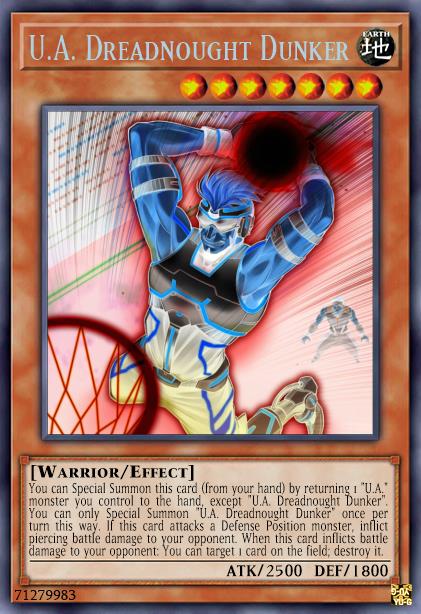 U.A. Dreadnought Dunker
EARTH
地
[Warrior/Effect]
You can Special Summon this card (from your hand) by returning 1 "U.A."
monster you control to the hand, except "U.A. Dreadnought Dunker".
You can only Special Summon "U.A. Dreadnought Dunker" once per
turn this way. If this card attacks a Defense Position monster, inflict
piercing battle damage to your opponent. When this card inflicts battle
damage to your opponent: You can target 1 card on the field; destroy it.
ATK/2500 DEF/1800
71279983